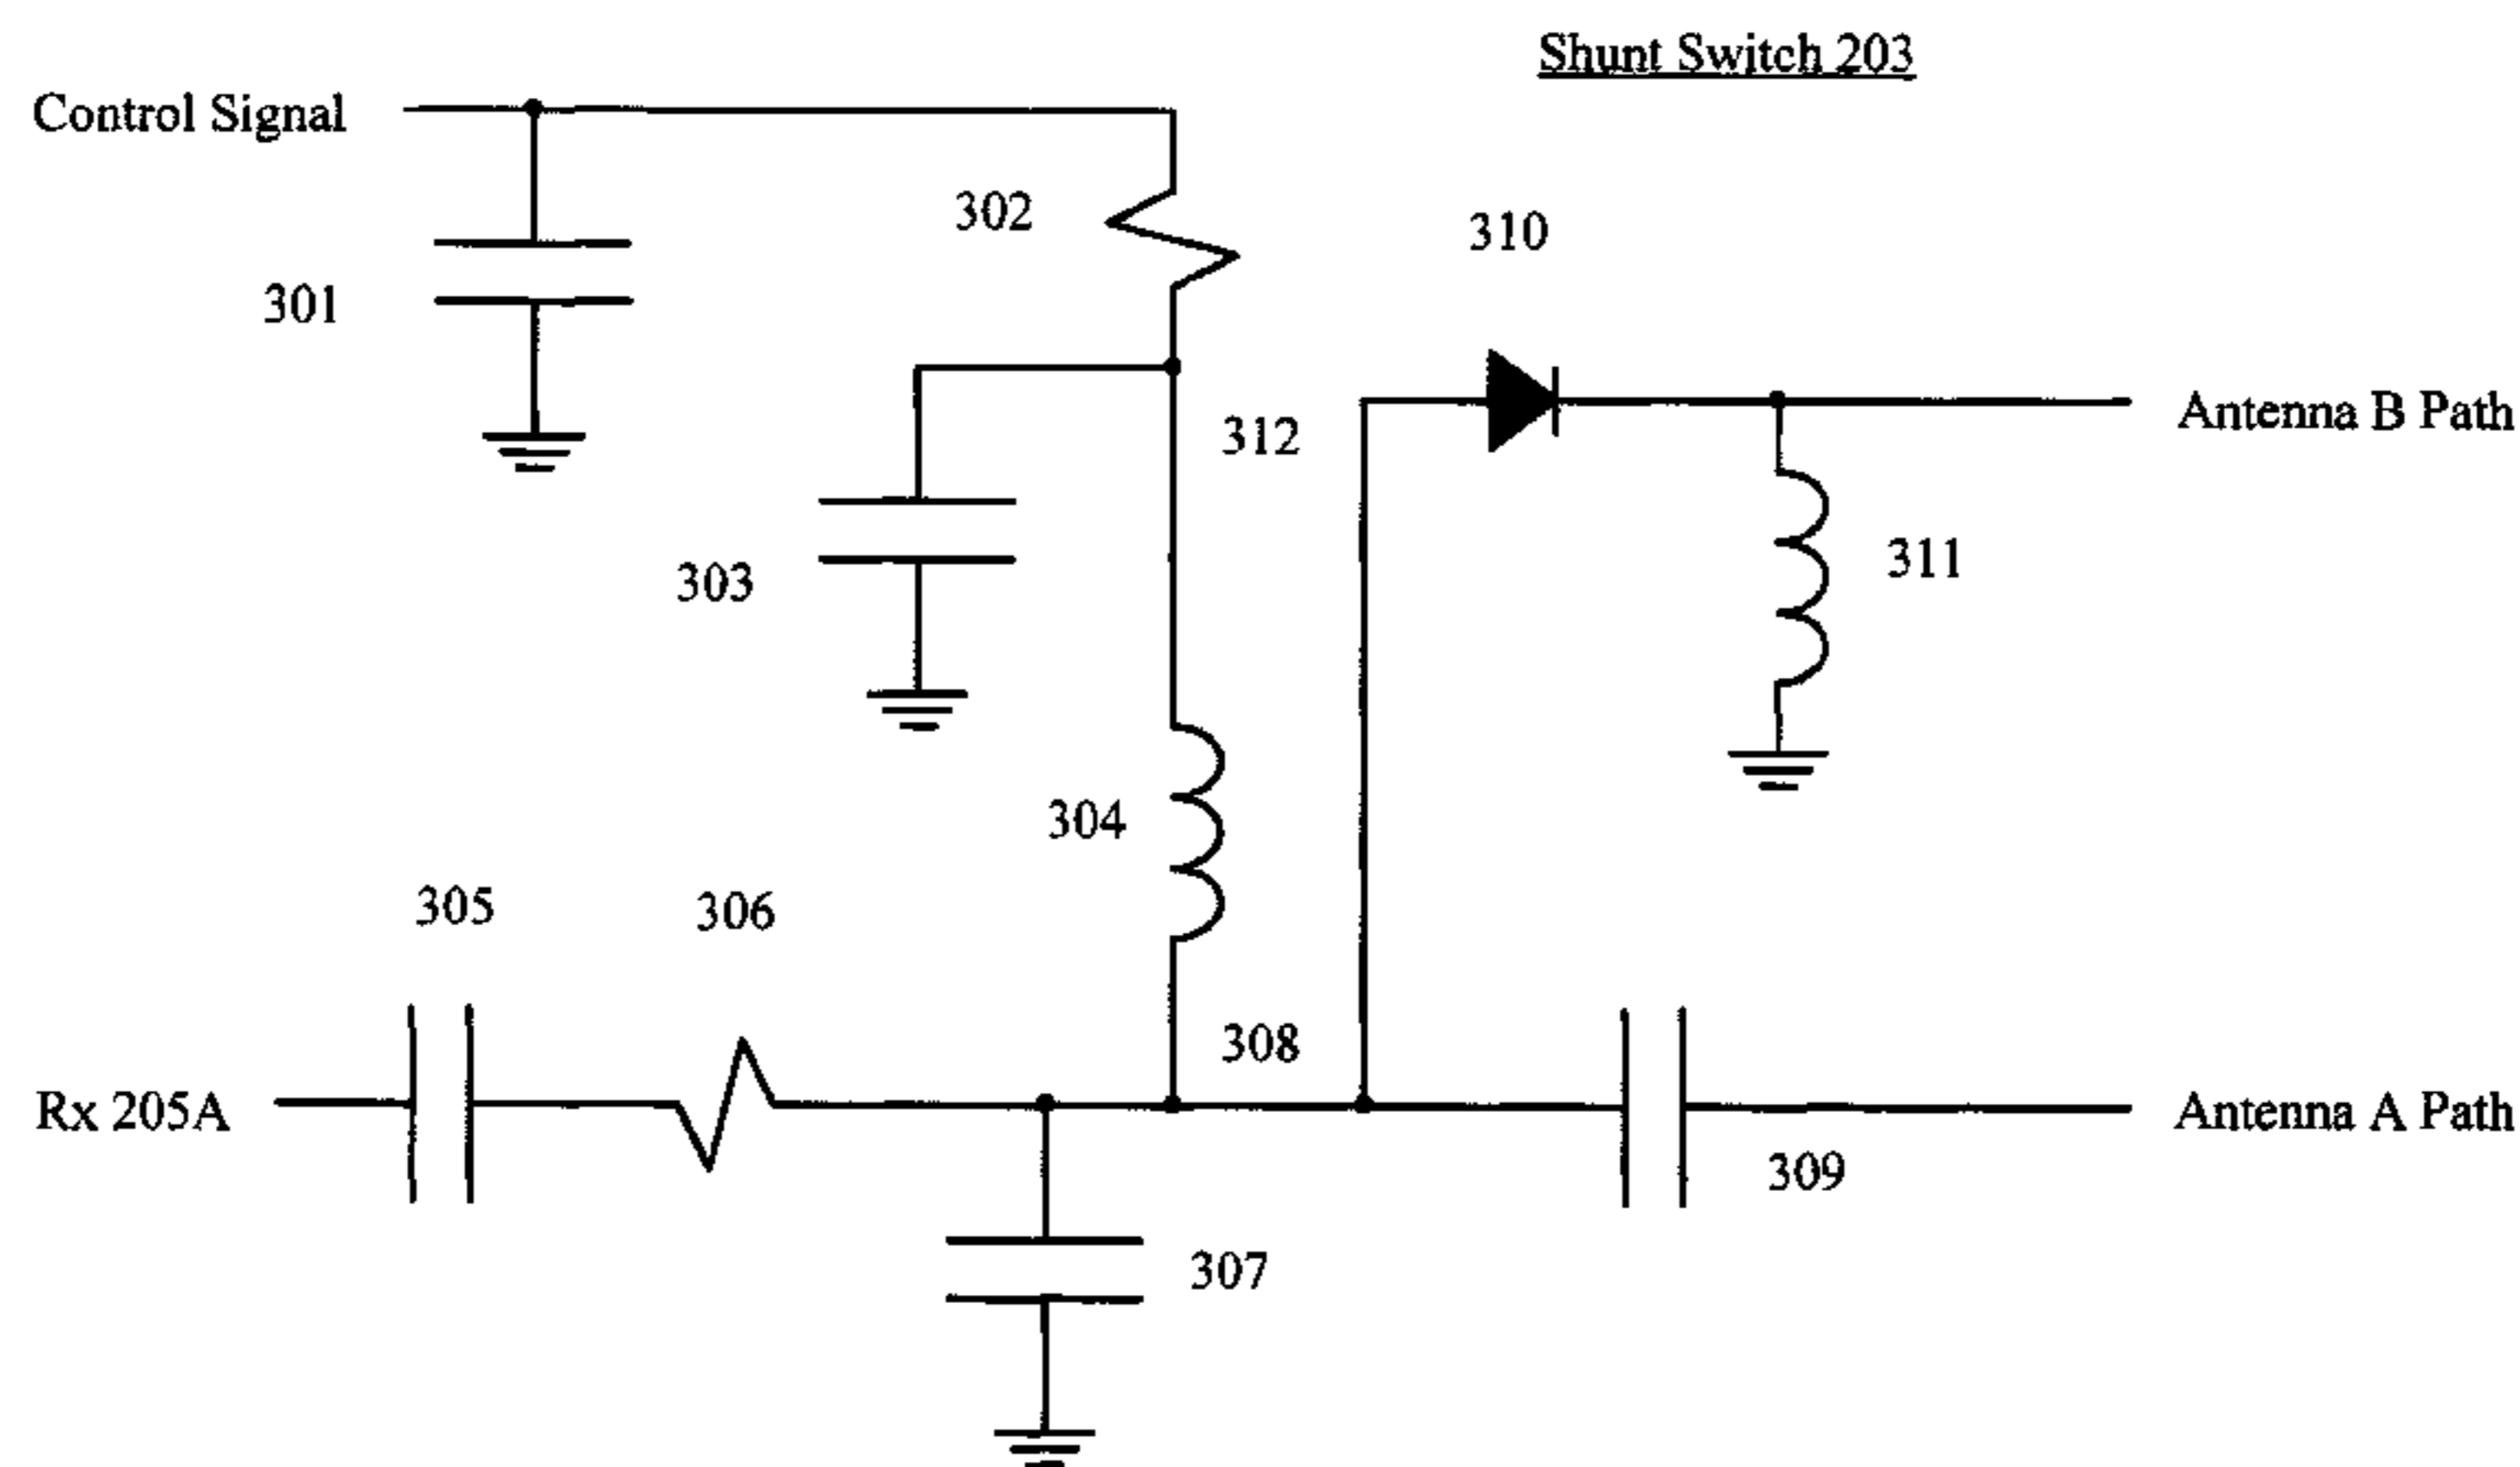 Shunt Switch 203
Control Signal
302
310
301
312
Antenna B Path
303
311
304
305
306
308
Rx 205A
Antenna A Path
309
307